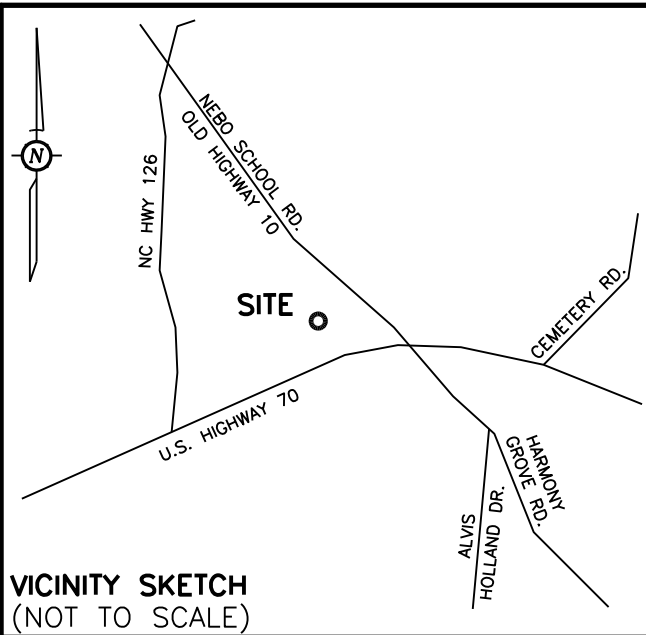 N
NEBO SCHOOL RD.
OLD HIGHWAY 10
NC HWY 126
SITE
CEMETERY RD.
U.S. HIGHWAY 70
HARMONY
GROVE RD.
ALVIS
HOLLAND DR.
VICINITY SKETCH
(NOT TO SCALE)